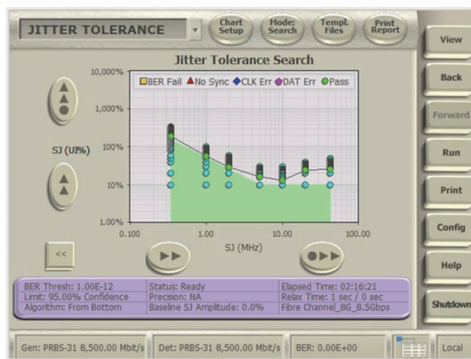 JITTER TOLERANCE
Chart Setup
Mode: Search
Templ. Files
Print Report
View
Back
Forward
Run
Print
Config
Help
Shutdown
Jitter Tolerance Search
BER Fail No Sync CLK Err DAT Err Pass
10,000%
1,000%
100%
10%
1.00%
SJ (UI%)
0.100 1.00 10.00 100.00
SJ (MHz)
<<
BER Thresh: 1.00E-12 Status: Ready Elapsed Time: 02:16:21
Limit: 95.00% Confidence Precision: NA Relax Time: 1 sec / 0 sec
Algorithm: From Bottom Baseline SJ Amplitude: 0.0% Fibre Channel_8G_8.5Gbps
Gen: PRBS-31 8,500.00 Mbit/s Det: PRBS-31 8,500.00 Mbit/s BER: 0.00E+00 Local